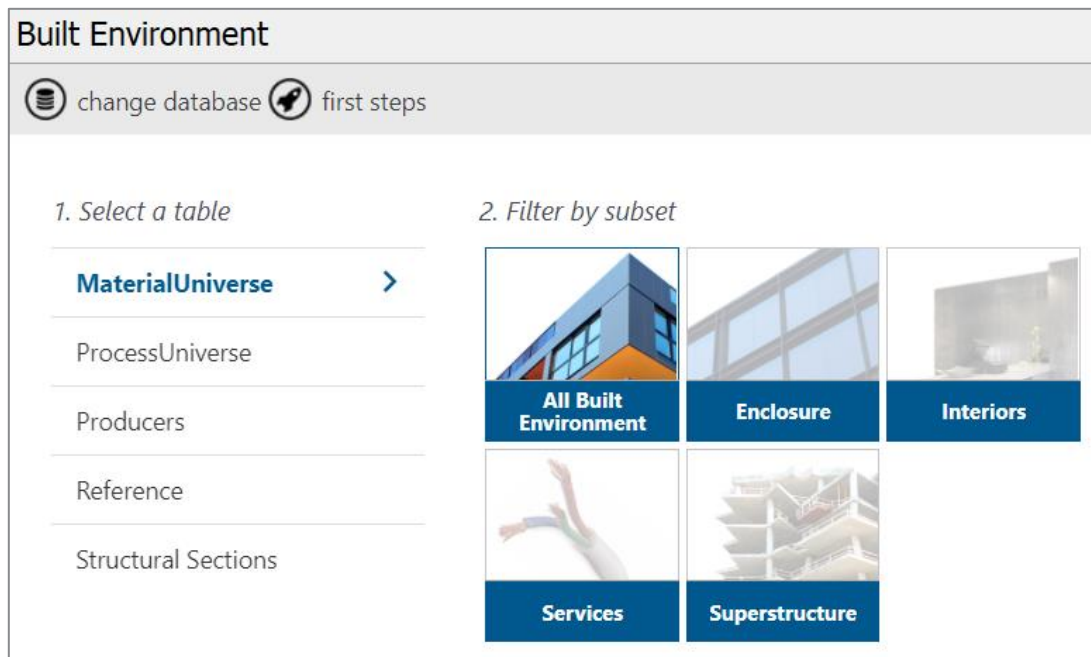 Built Environment
change database first steps
1. Select a table
MaterialUniverse
ProcessUniverse
Producers
Reference
Structural Sections
2. Filter by subset
All Built
Environment
Enclosure
Interiors
Services
Superstructure